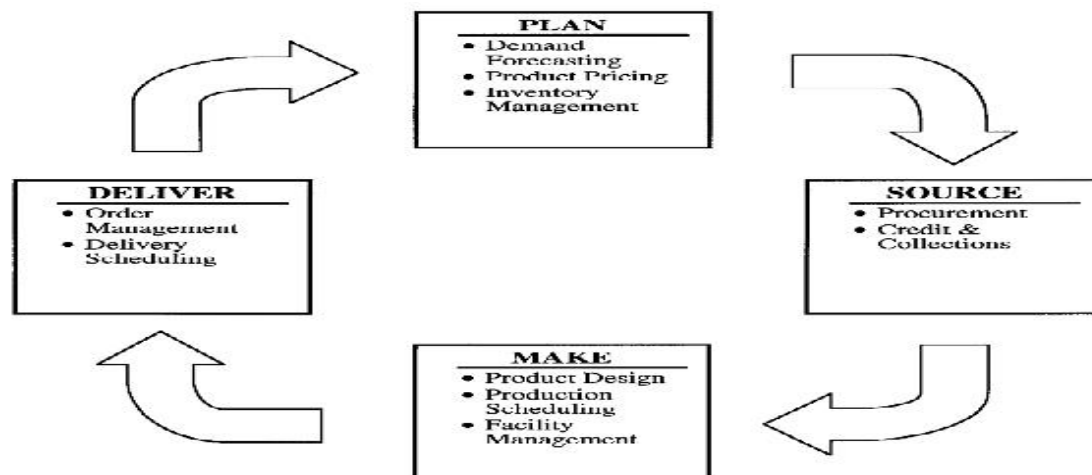 PLAN
• Demand
Forecasting
• Product Pricing
• Inventory
Management
SOURCE
• Procurement
• Credit &
Collections
MAKE
• Product Design
• Production
Scheduling
• Facility
Management
DELIVER
• Order
Management
• Delivery
Scheduling